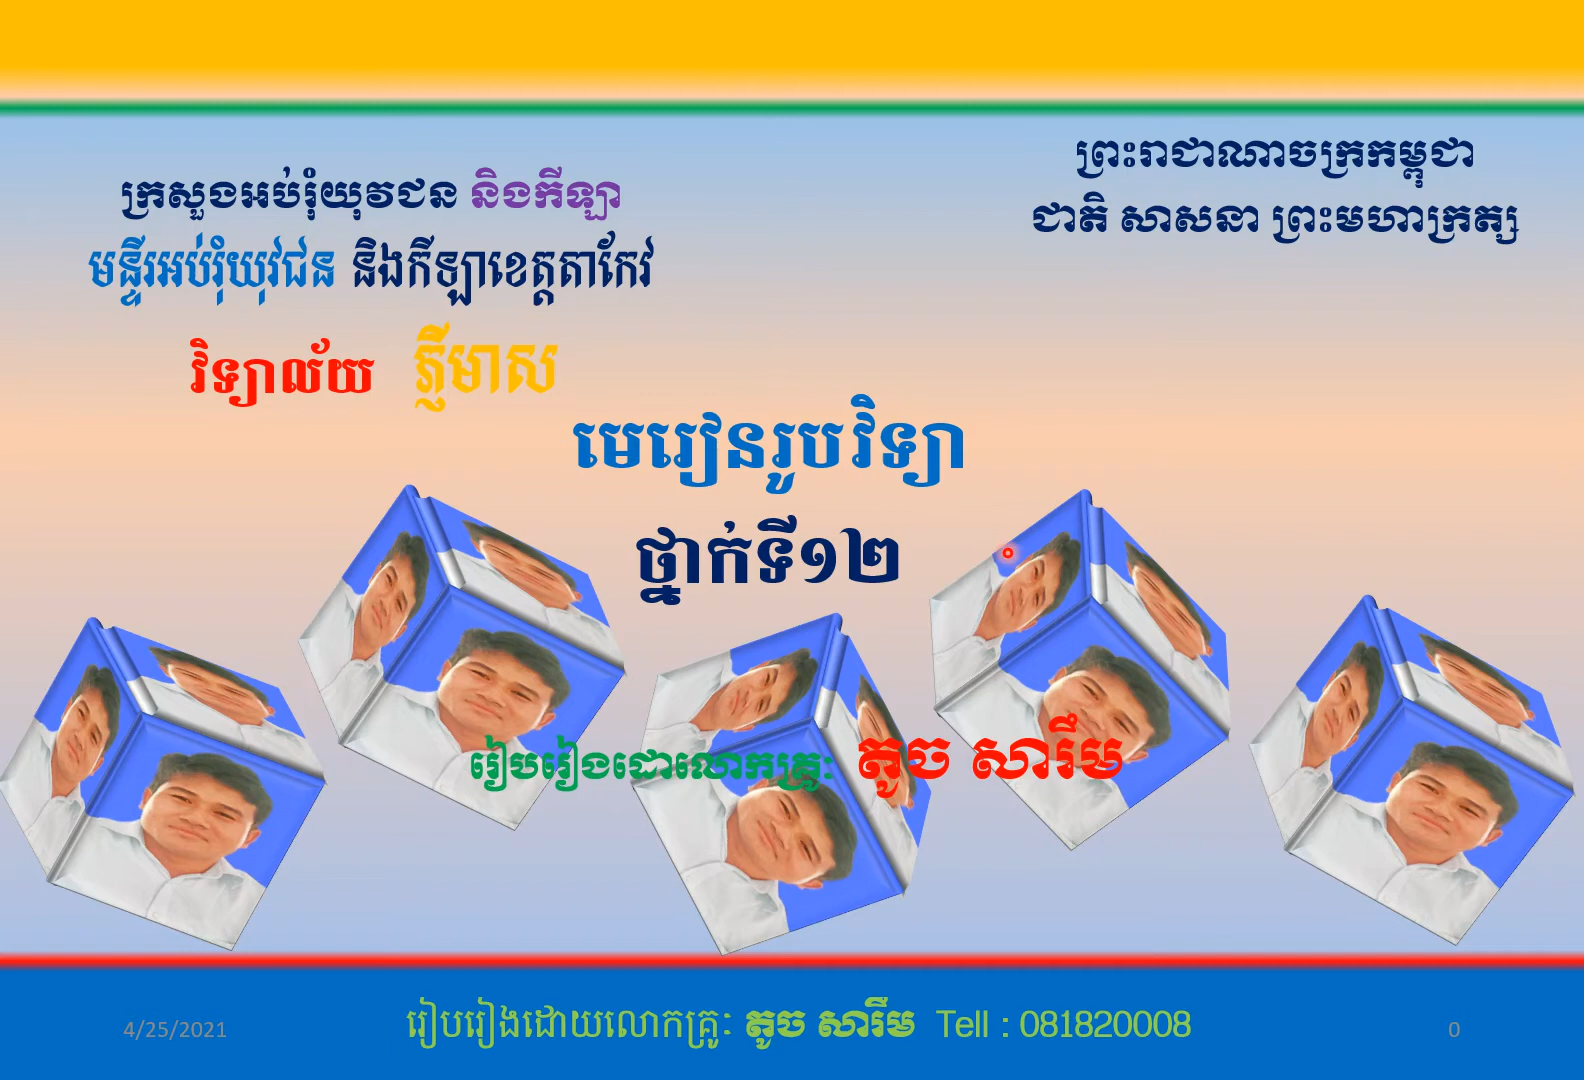 ព្រះរាជាណាចក្រកម្ពុជា
ជាតិ សាសនា ព្រះមហាក្សត្រ
ក្រសួងអប់រំយុវជន និងកីឡា
មន្ទីរអប់រំយុវជន និងកីឡាខេត្តតាកែវ
វិទ្យាល័យ ភ្ជីមាស
មេរៀនរូបវិទ្យា
ថ្នាក់ទី១២
រៀបរៀងដោលោកគ្រូៈ តូច សារឹម
4/25/2021 រៀបរៀងដោយលោកគ្រូៈ តូច សារឹម Tell : 081820008 0